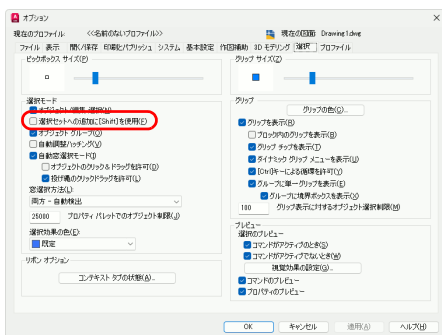 オプション
現在のプロファイル: <<名前のないプロファイル>> 現在の図面: Drawing1.dwg
ファイル 表示 開く/保存 印刷とパブリッシュ システム 基本設定 作図補助 3D モデリング 選択 プロファイル
ピックボックス サイズ(P)
グリップ サイズ(Z)
選択モード
オブジェクト/編集 選択(N)
選択セットへの追加に[Shift]を使用(F)
オブジェクト グループ(O)
自動調整ハッチング(V)
自動窓選択モード(I)
オブジェクトのクリック & ドラッグを許可(D)
投げ縄のクリックドラッグを許可(L)
窓選択方法(L):
両方 - 自動検出
25000 プロパティ パレットでのオブジェクト制限(J)
選択効果の色(E):
既定
リボン オプション
コンテキスト タブの状態(A)...
グリップ
グリップの色(C)...
グリップを表示(R)
ブロック内のグリップを表示(B)
グリップ チップを表示(T)
ダイナミック グリップ メニューを表示(U)
[Ctrl]キーによる循環を許可(Y)
グループに単一グリップを表示(E)
グループに境界ボックスを表示(X)
100 グリップ表示に対するオブジェクト選択制限(M)
プレビュー
選択のプレビュー
コマンドがアクティブのとき(S)
コマンドがアクティブでないとき(W)
視覚効果の設定(G)...
コマンドのプレビュー
プロパティのプレビュー
OK キャンセル 適用(A) ヘルプ(H)